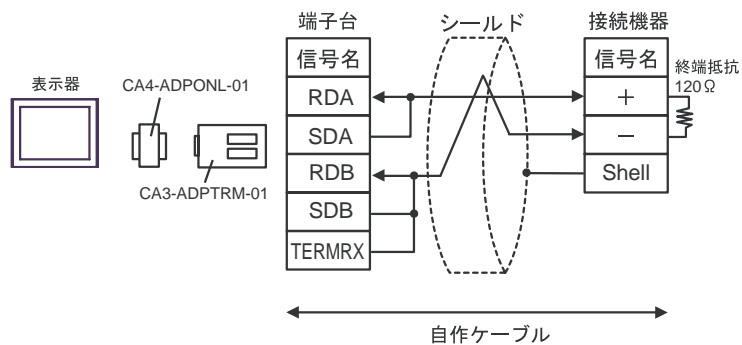 端子台
シールド
接続機器
信号名
信号名
表示器
CA4-ADPONL-01
終端抵抗
120Ω
RDA
+
SDA
−
CA3-ADPTRM-01
RDB
Shell
SDB
TERMRX
自作ケーブル